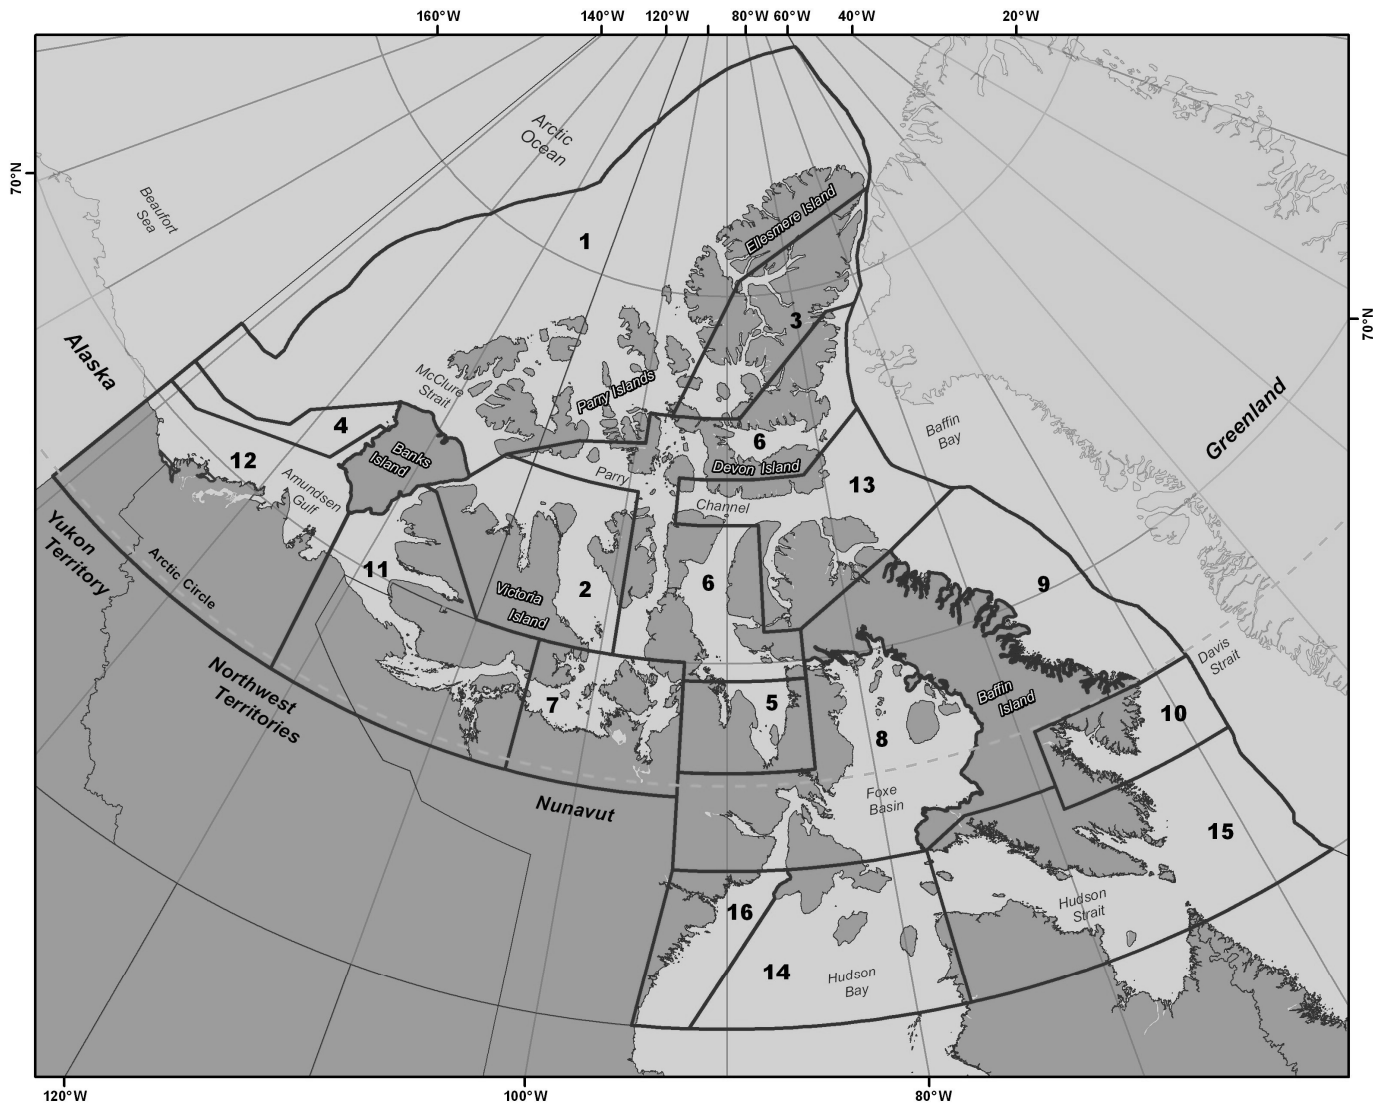 160°W
140°W
120°W
80°W
60°W
40°W
20°W
70°N
70°N
Arctic
Ocean
Beaufort
Sea
1
Ellesmere Island
3
Alaska
McClure
Strait
Parry Islands
4
Banks
Island
12
Amundsen
Gulf
Parry
Channel
6
Devon Island
13
Baffin
Bay
Greenland
Yukon
Territory
Arctic Circle
11
Victoria
Island
2
6
9
Davis
Strait
Northwest
Territories
7
5
8
Baffin
Island
10
Nunavut
Foxe
Basin
15
16
14
Hudson
Bay
Hudson
Strait
120°W
100°W
80°W